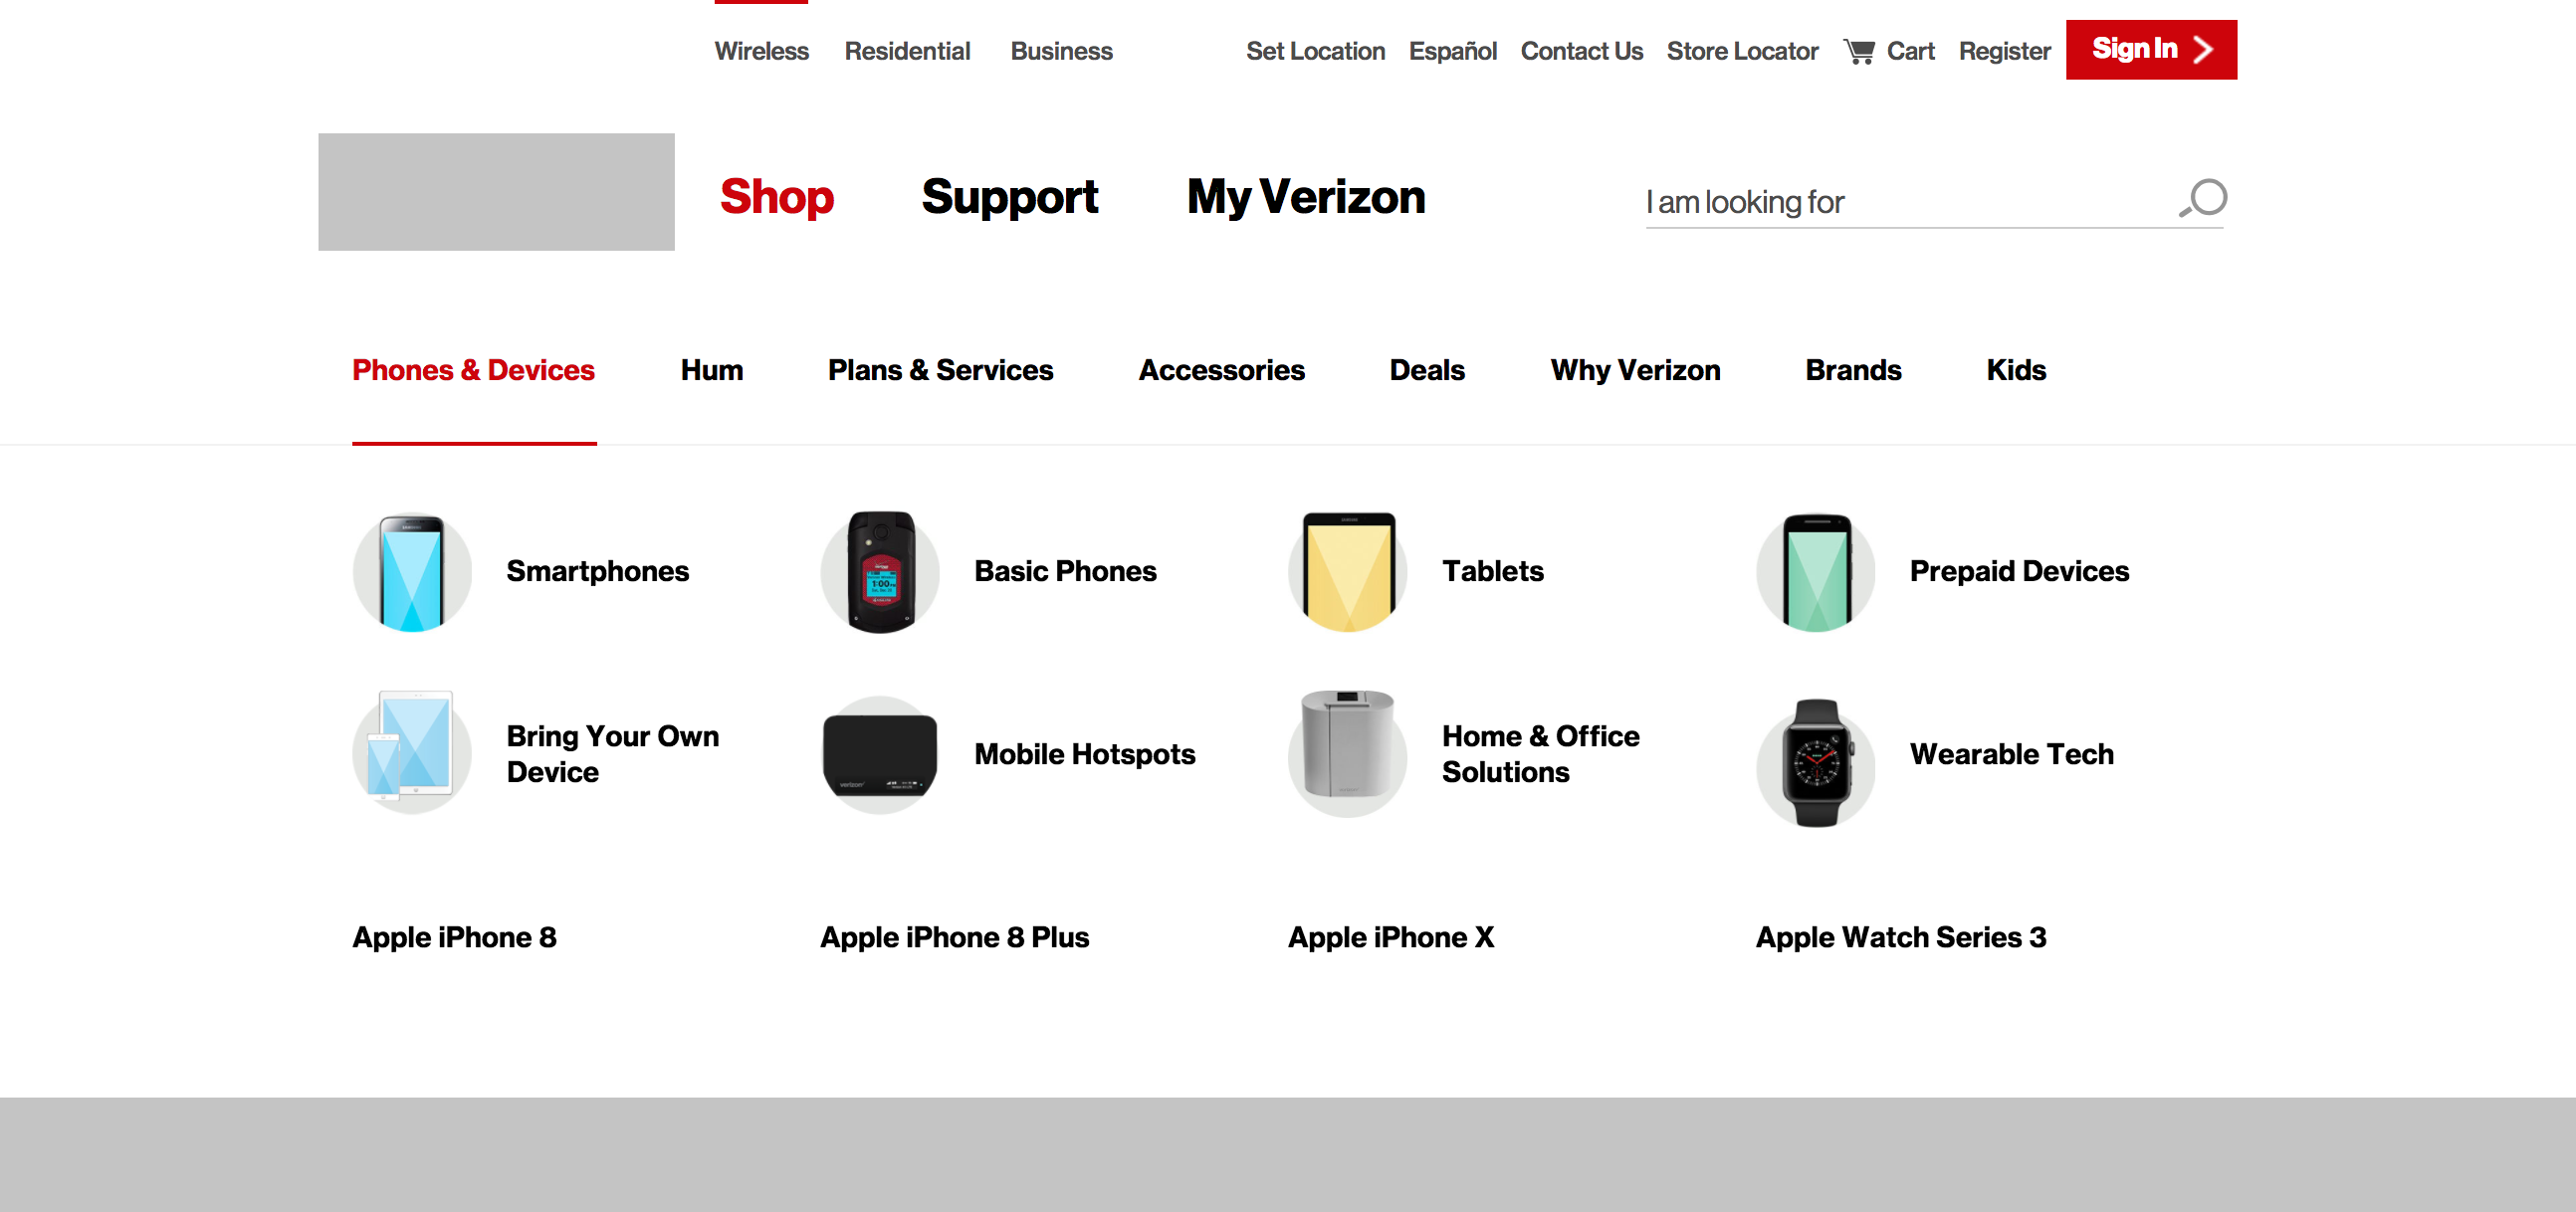 Wireless Residential Business Set Location Español Contact Us Store Locator Cart Register Sign In
Shop Support My Verizon I am looking for
Phones & Devices Hum Plans & Services Accessories Deals Why Verizon Brands Kids
Smartphones Basic Phones Tablets Prepaid Devices
1:00
Bring Your Own Device
Mobile Hotspots
Home & Office Solutions
Wearable Tech
verizon
Apple iPhone 8 Apple iPhone 8 Plus Apple iPhone X Apple Watch Series 3